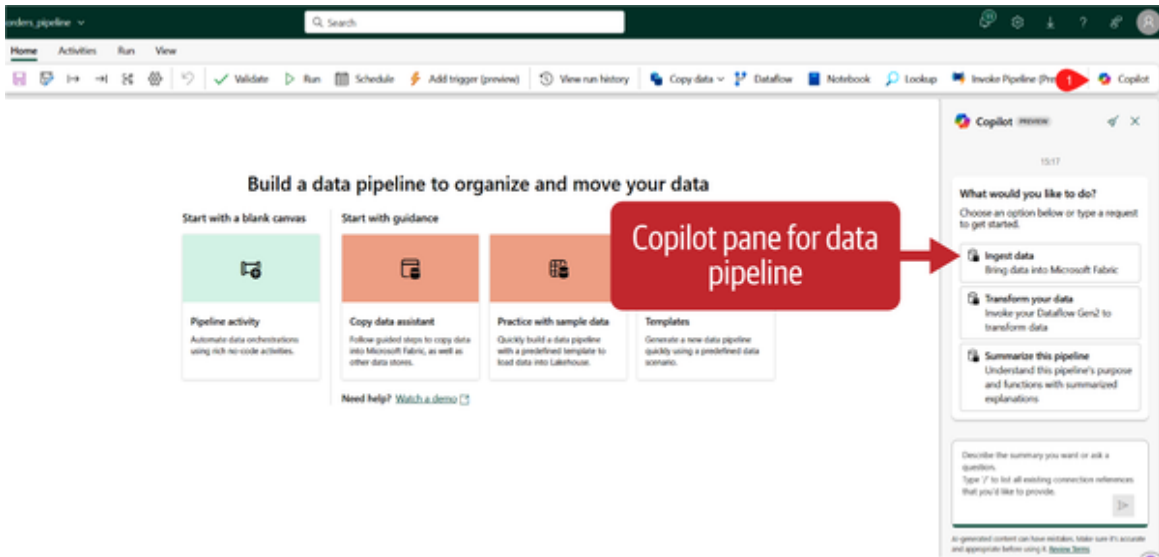 orders_pipeline
Search
Home Activities Run View
Validate Run Schedule Add trigger (preview) View run history Copy data Dataflow Notebook Lookup Invoke Pipeline 1 Copilot
Copilot PREVIEW
15:17
What would you like to do?
Choose an option below or type a request
to get started.
Ingest data
Bring data into Microsoft Fabric
Transform your data
Invoke your Dataflow Gen2 to
transform data
Summarize this pipeline
Understand this pipeline's purpose
and functions with summarized
explanations
Describe the summary you want or ask a
question.
Type '/' to list all existing connection references
that you'd like to provide.
AI-generated content can have mistakes. Make sure it's accurate
and appropriate before using it. Review Terms
Build a data pipeline to organize and move your data
Start with a blank canvas
Pipeline activity
Automate data orchestrations
using rich no-code activities.
Start with guidance
Copy data assistant
Follow guided steps to copy data
into Microsoft Fabric, as well as
other data stores.
Practice with sample data
Quickly build a data pipeline
with a predefined template to
load data into Lakehouse.
Templates
Generate a new data pipeline
quickly using a predefined data
scenario.
Need help? Watch a demo
Copilot pane for data
pipeline